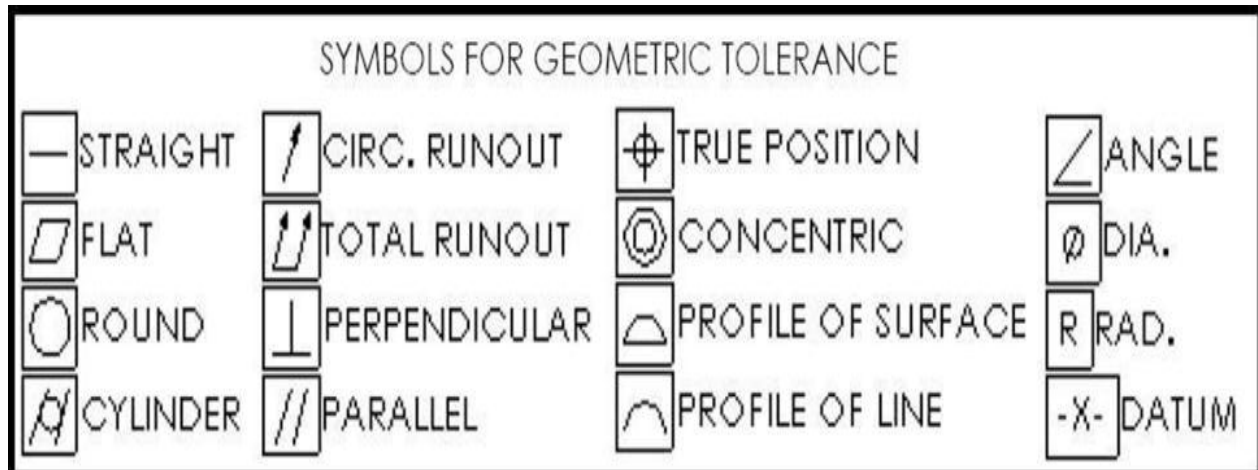 SYMBOLS FOR GEOMETRIC TOLERANCE
STRAIGHT
FLAT
ROUND
CYLINDER
CIRC. RUNOUT
TOTAL RUNOUT
PERPENDICULAR
PARALLEL
TRUE POSITION
CONCENTRIC
PROFILE OF SURFACE
PROFILE OF LINE
ANGLE
Ø DIA.
R RAD.
-X- DATUM